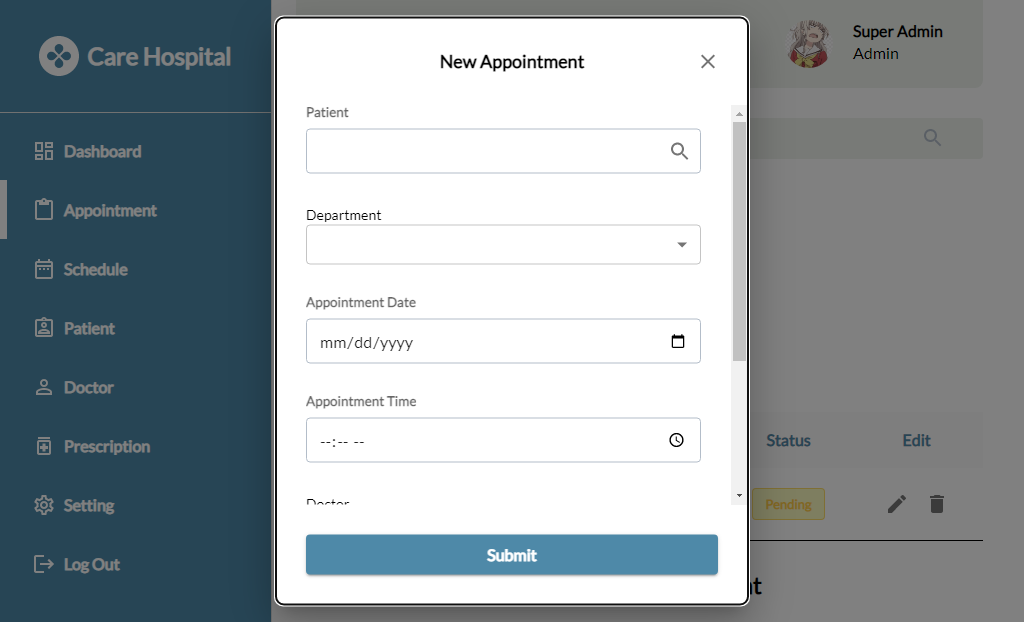 Care Hospital
Dashboard
Appointment
Schedule
Patient
Doctor
Prescription
Setting
Log Out
Super Admin
Admin
New Appointment
Patient
Department
Appointment Date
mm/dd/yyyy
Appointment Time
--:-- --
Doctor
Submit
Status
Edit
Pending